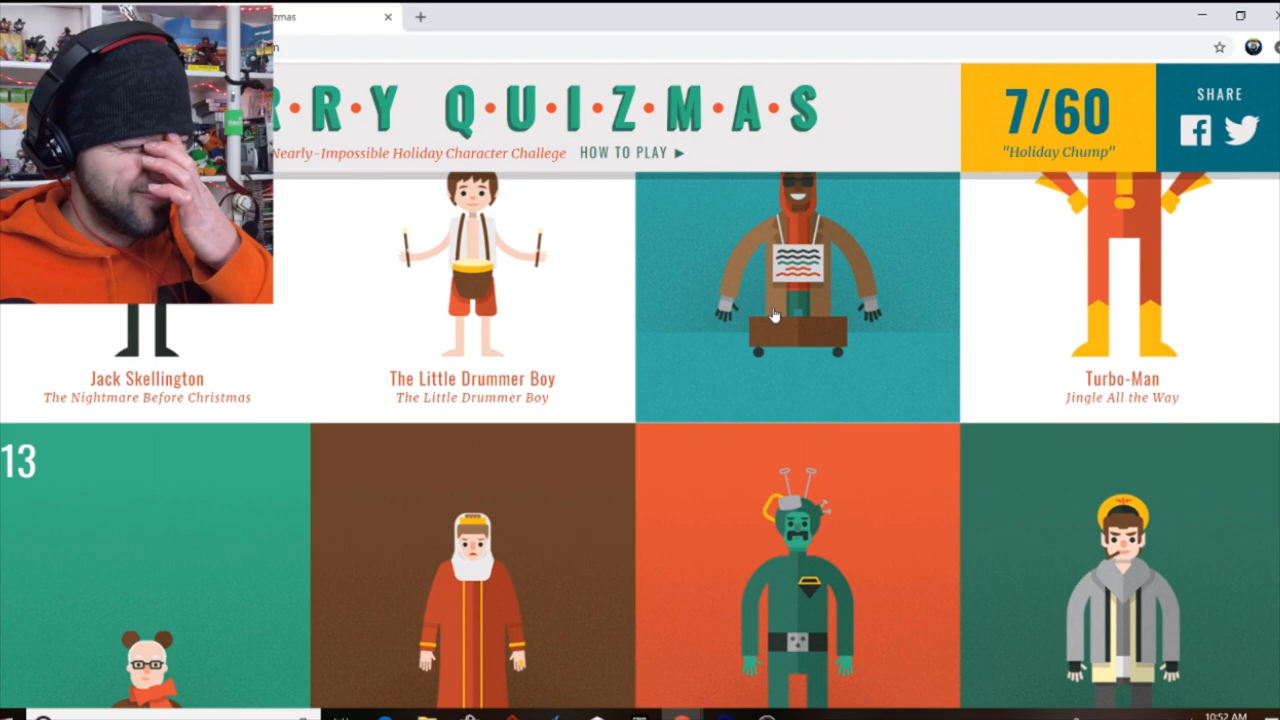 zmas
R·R·Y Q·U·I·Z·M·A·S
Nearly-Impossible Holiday Character Challege HOW TO PLAY ►
7/60
"Holiday Chump"
SHARE
Jack Skellington
The Nightmare Before Christmas
The Little Drummer Boy
The Little Drummer Boy
Turbo-Man
Jingle All the Way
13
10:52 AM